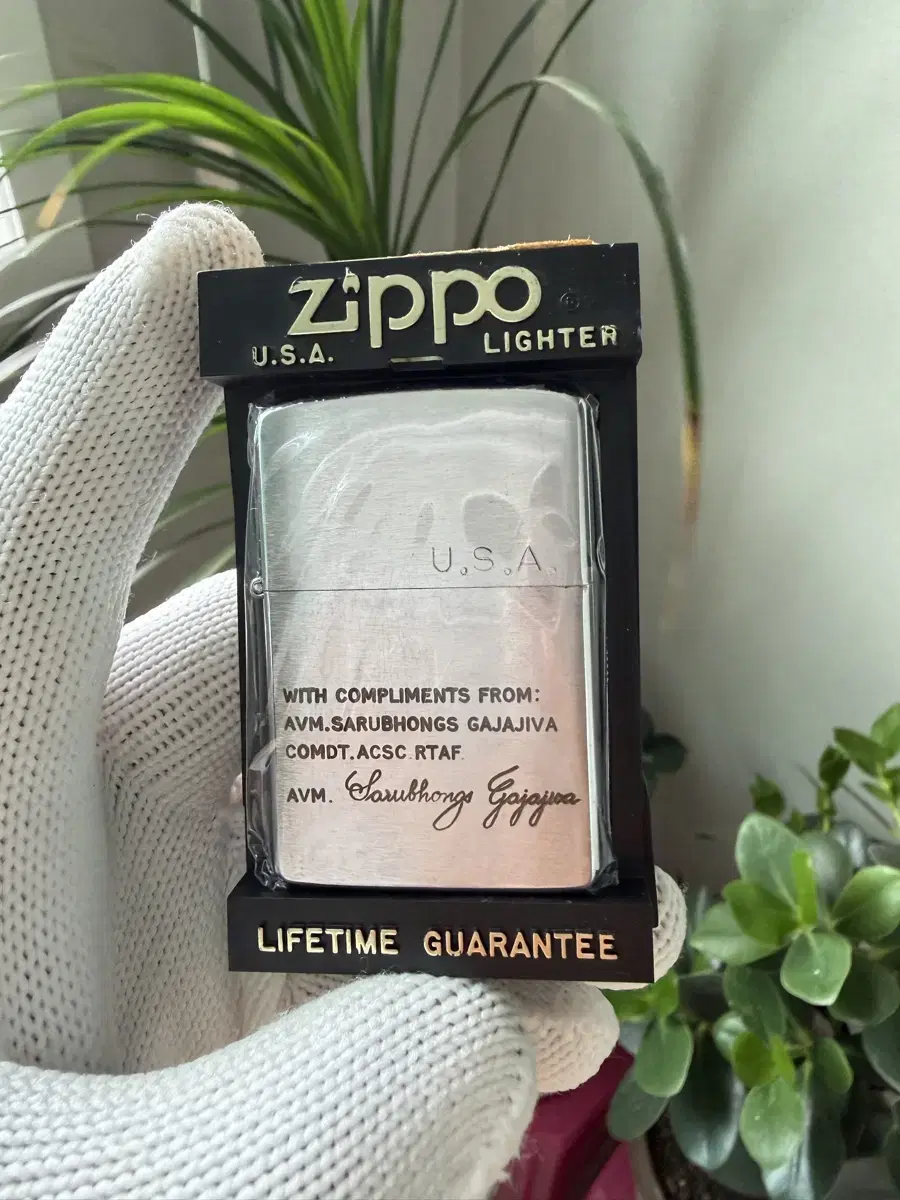 zippo ®
U.S.A. LIGHTER
U.S.A.
WITH COMPLIMENTS FROM:
AVM.SARUBHONGS GAJAJIVA
COMDT.ACSC.RTAF.
AVM. Sarubhongs Gajajiva
LIFETIME GUARANTEE